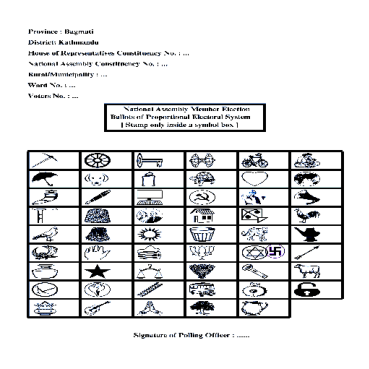 Province : Bagmati
District: Kathmandu
House of Representatives Constituency No. : ...
National Assembly Constituency No. : ...
Rural/Municipality : ...
Word No. : ...
Voters No. : ...
National Assembly Member Election
Ballots of Proportional Electoral System
[ Stamp only inside a symbol box ]
Signature of Polling Officer : ......